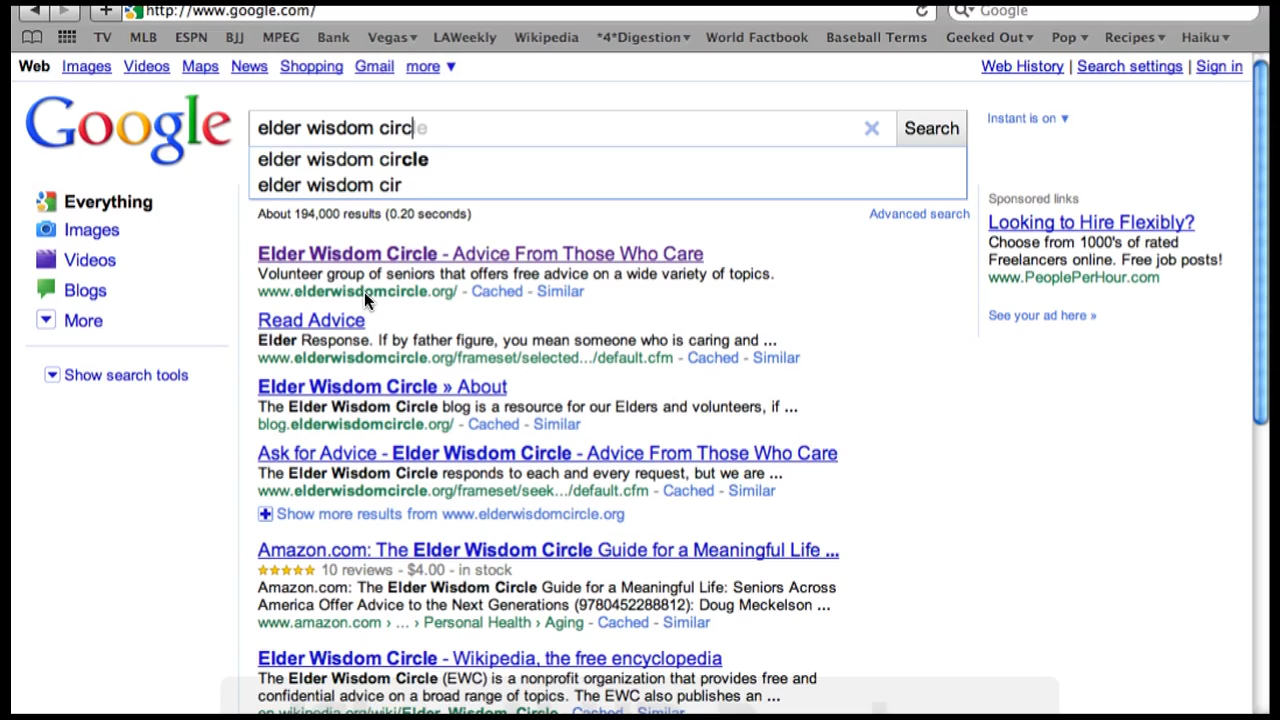 http://www.google.com/
Google
TV MLB ESPN BJJ MPEG Bank Vegas▾ LAWeekly Wikipedia *4*Digestion▾ World Factbook Baseball Terms Geeked Out▾ Pop▾ Recipes▾ Haiku▾
Web Images Videos Maps News Shopping Gmail more ▼
Web History | Search settings | Sign in
Google
elder wisdom circle
Search
Instant is on ▼
elder wisdom circle
elder wisdom cir
About 194,000 results (0.20 seconds)
Advanced search
Everything
Images
Videos
Blogs
More
Show search tools
Elder Wisdom Circle - Advice From Those Who Care
Volunteer group of seniors that offers free advice on a wide variety of topics.
www.elderwisdomcircle.org/ - Cached - Similar
Read Advice
Elder Response. If by father figure, you mean someone who is caring and ...
www.elderwisdomcircle.org/frameset/selected.../default.cfm - Cached - Similar
Elder Wisdom Circle » About
The Elder Wisdom Circle blog is a resource for our Elders and volunteers, if ...
blog.elderwisdomcircle.org/ - Cached - Similar
Ask for Advice - Elder Wisdom Circle - Advice From Those Who Care
The Elder Wisdom Circle responds to each and every request, but we are ...
www.elderwisdomcircle.org/frameset/seek.../default.cfm - Cached - Similar
Show more results from www.elderwisdomcircle.org
Amazon.com: The Elder Wisdom Circle Guide for a Meaningful Life ...
10 reviews - $4.00 - in stock
Amazon.com: The Elder Wisdom Circle Guide for a Meaningful Life: Seniors Across
America Offer Advice to the Next Generations (9780452288812): Doug Meckelson ...
www.amazon.com › ... › Personal Health › Aging - Cached - Similar
Elder Wisdom Circle - Wikipedia, the free encyclopedia
The Elder Wisdom Circle (EWC) is a nonprofit organization that provides free and
confidential advice on a broad range of topics. The EWC also publishes an ...
en.wikipedia.org/wiki/Elder_Wisdom_Circle - Cached - Similar
Sponsored links
Looking to Hire Flexibly?
Choose from 1000's of rated
Freelancers online. Free job posts!
www.PeoplePerHour.com
See your ad here »